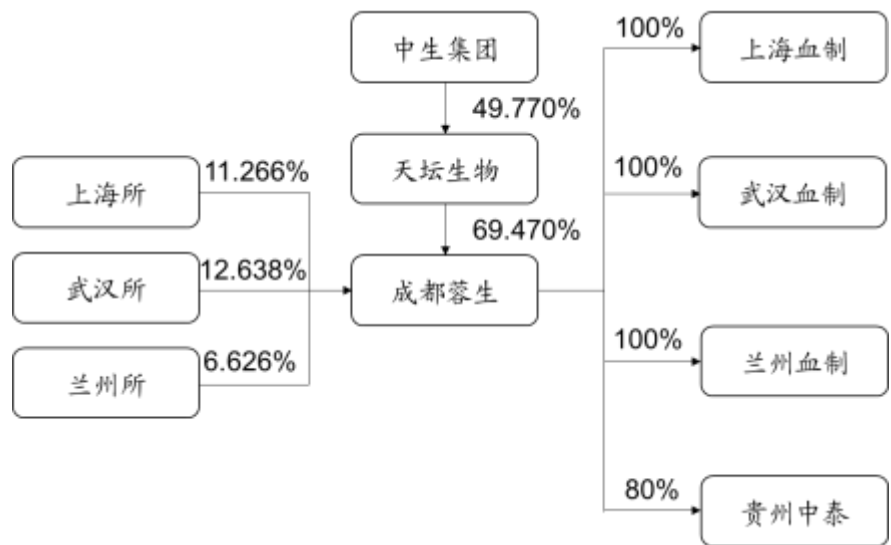 中生集团
49.770%
天坛生物
69.470%
成都蓉生
上海所
11.266%
武汉所
12.638%
兰州所
6.626%
100%
上海血制
100%
武汉血制
100%
兰州血制
80%
贵州中泰